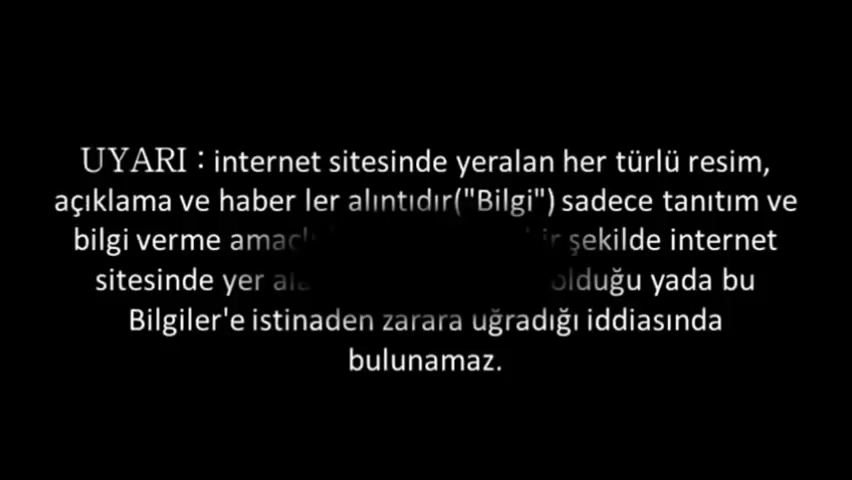 UYARI : internet sitesinde yeralan her türlü resim,
açıklama ve haber ler alıntıdır("Bilgi") sadece tanıtım ve
bilgi verme şekilde internet
sitesinde yer olduğu yada bu
Bilgiler'e istinaden zarara uğradığı iddiasında
bulunamaz.